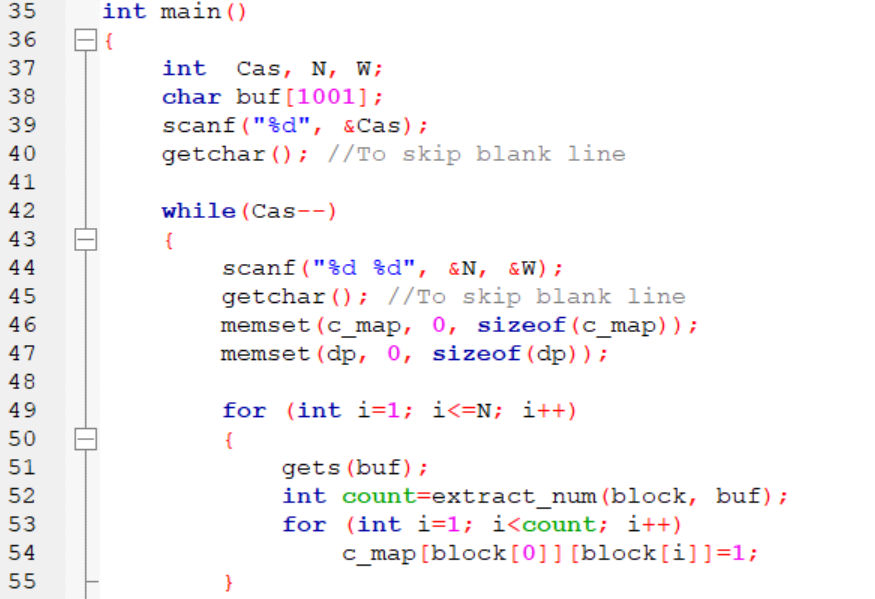 35 int main()
36 {
37     int  Cas, N, W;
38     char buf[1001];
39     scanf("%d", &Cas);
40     getchar(); //To skip blank line
41
42     while(Cas--)
43     {
44         scanf("%d %d", &N, &W);
45         getchar(); //To skip blank line
46         memset(c_map, 0, sizeof(c_map));
47         memset(dp, 0, sizeof(dp));
48
49         for (int i=1; i<=N; i++)
50         {
51             gets(buf);
52             int count=extract_num(block, buf);
53             for (int i=1; i<count; i++)
54                 c_map[block[0]][block[i]]=1;
55         }